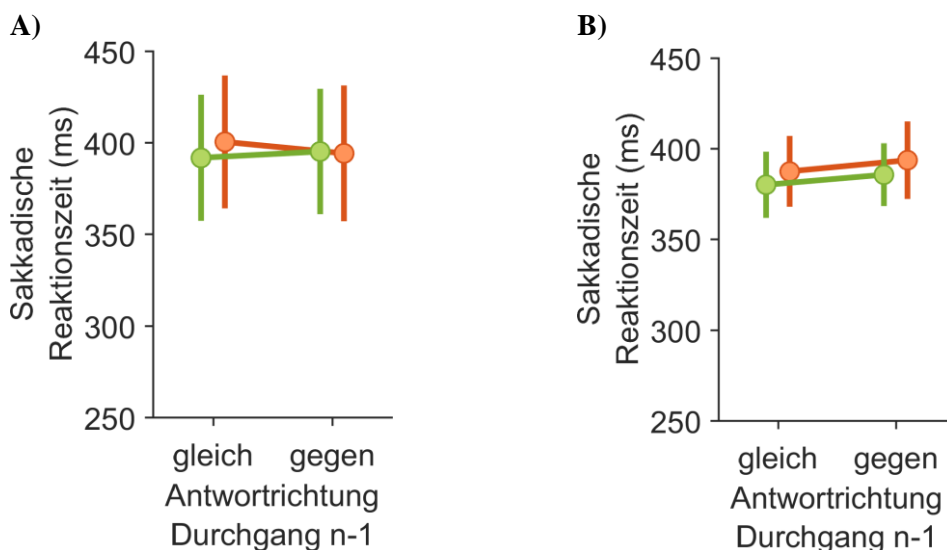 A)
450
400
350
300
250
Sakkadische
Reaktionszeit (ms)
gleich gegen
Antwortrichtung
Durchgang n-1
B)
450
400
350
300
250
Sakkadische
Reaktionszeit (ms)
gleich gegen
Antwortrichtung
Durchgang n-1